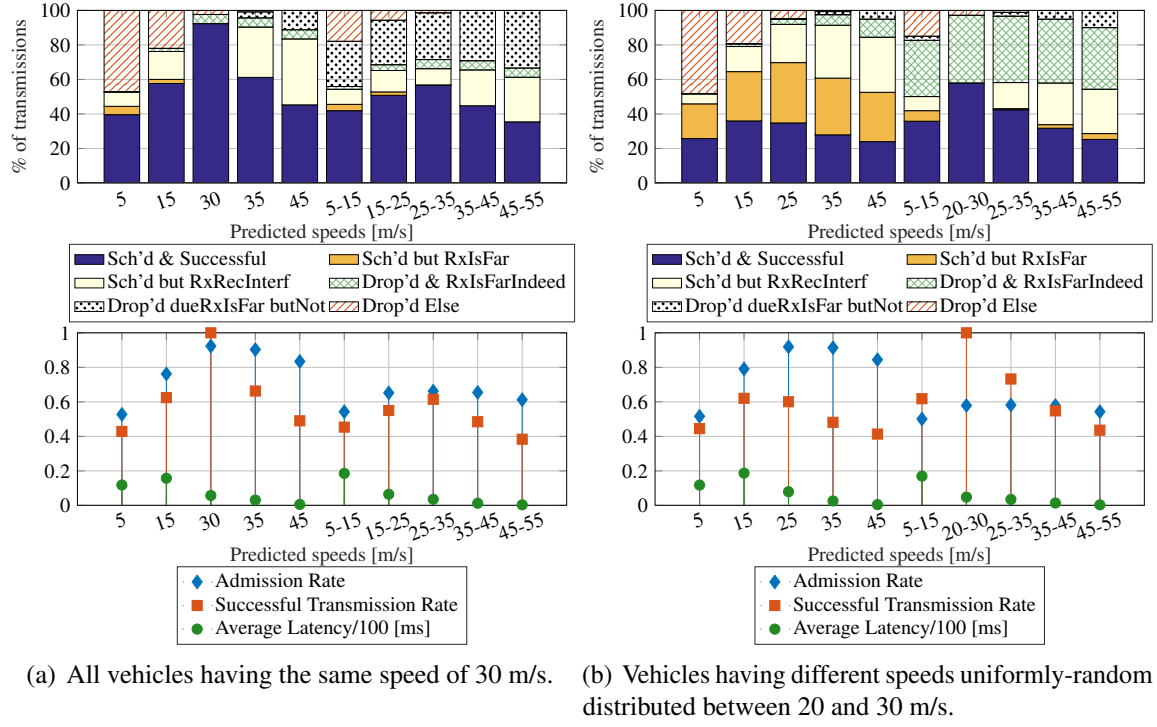 100
80
60
40
20
0
% of transmissions
5 15 30 35 45 5-15 15-25 25-35 35-45 45-55
Predicted speeds [m/s]
Sch'd & Successful Sch'd but RxIsFar
Sch'd but RxRecInterf Drop'd & RxIsFarIndeed
Drop'd dueRxIsFar butNot Drop'd Else
1
0.8
0.6
0.4
0.2
0
5 15 30 35 45 5-15 15-25 25-35 35-45 45-55
Predicted speeds [m/s]
Admission Rate
Successful Transmission Rate
Average Latency/100 [ms]
(a) All vehicles having the same speed of 30 m/s.
100
80
60
40
20
0
% of transmissions
5 15 25 35 45 5-15 20-30 25-35 35-45 45-55
Predicted speeds [m/s]
Sch'd & Successful Sch'd but RxIsFar
Sch'd but RxRecInterf Drop'd & RxIsFarIndeed
Drop'd dueRxIsFar butNot Drop'd Else
1
0.8
0.6
0.4
0.2
0
5 15 25 35 45 5-15 20-30 25-35 35-45 45-55
Predicted speeds [m/s]
Admission Rate
Successful Transmission Rate
Average Latency/100 [ms]
(b) Vehicles having different speeds uniformly-random
distributed between 20 and 30 m/s.